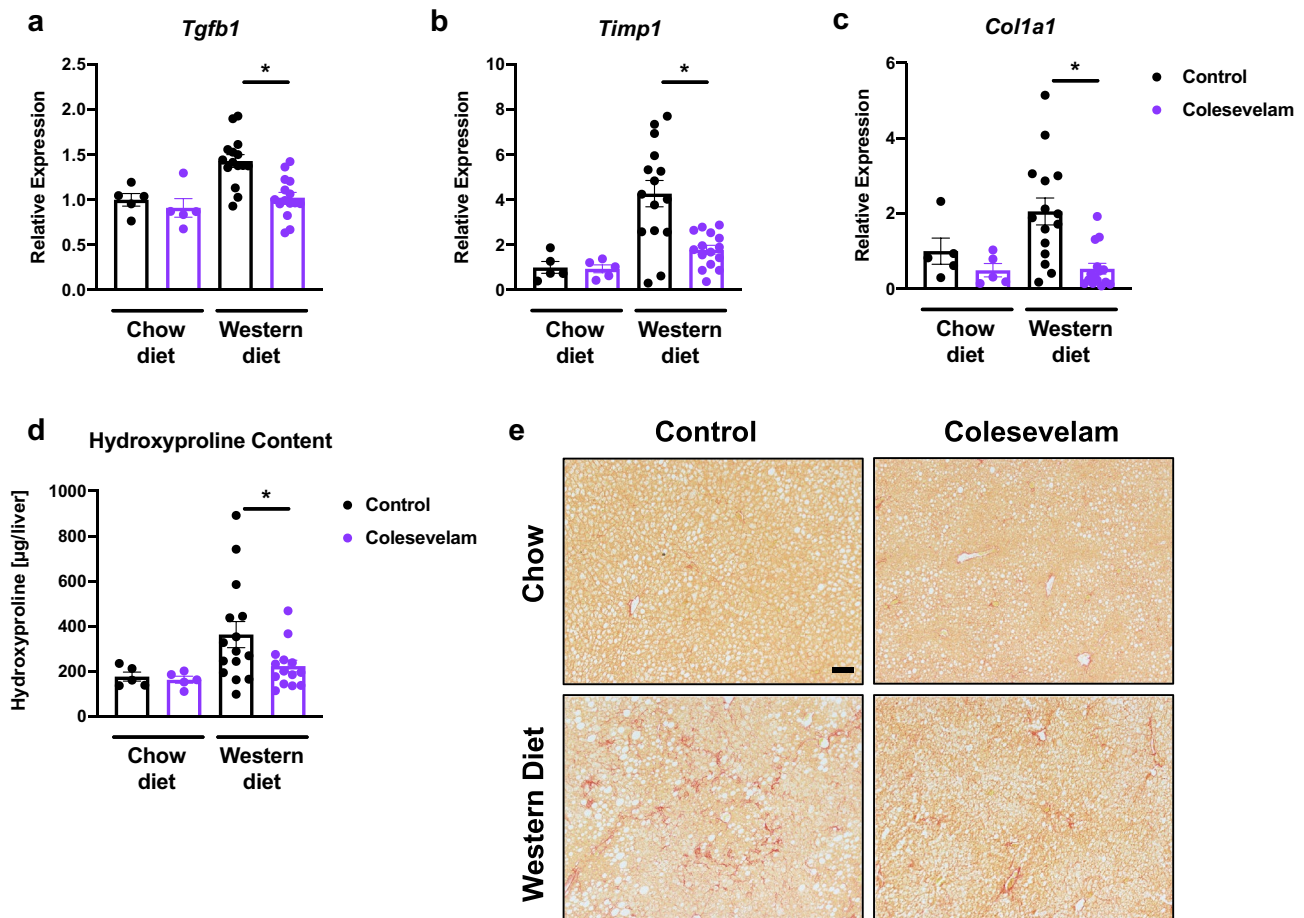 a
Tgfb1
2.5
2.0
1.5
1.0
0.5
0.0
Relative Expression
*
Chow
diet
Western
diet
b
Timp1
10
8
6
4
2
0
Relative Expression
*
Chow
diet
Western
diet
c
Col1a1
6
4
2
0
Relative Expression
*
Chow
diet
Western
diet
Control
Colesevelam
d
Hydroxyproline Content
1000
800
600
400
200
0
Hydroxyproline [µg/liver]
*
Chow
diet
Western
diet
Control
Colesevelam
e
Control
Colesevelam
Chow
Western Diet